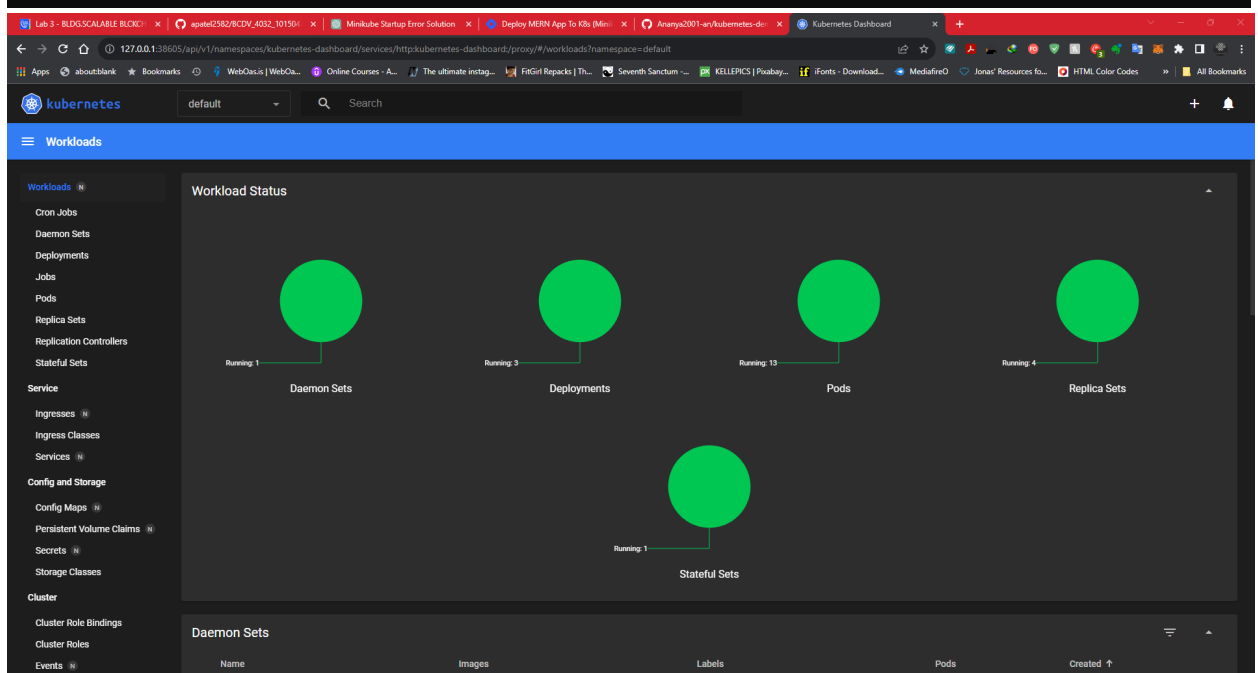 Lab 3 - BLDG.SCALABLE BLCKCH
apatel2582/BCDV_4032_101504
Minikube Startup Error Solution
Deploy MERN App To K8s (Mini
Ananya2001-an/kubernetes-de
Kubernetes Dashboard
127.0.0.1:38605/api/v1/namespaces/kubernetes-dashboard/services/http:kubernetes-dashboard:/proxy/#/workloads?namespace=default
Apps about:blank Bookmarks WebOas.is | WebOa... Online Courses - A... The ultimate instag... FitGirl Repacks | Th... Seventh Sanctum -... KELLEPICS | Pixabay... iFonts - Download... MediafireO Jonas' Resources fo... HTML Color Codes » All Bookmarks
kubernetes default Search
Workloads
Workloads N
Cron Jobs
Daemon Sets
Deployments
Jobs
Pods
Replica Sets
Replication Controllers
Stateful Sets
Service
Ingresses N
Ingress Classes
Services N
Config and Storage
Config Maps N
Persistent Volume Claims N
Secrets N
Storage Classes
Cluster
Cluster Role Bindings
Cluster Roles
Events N
Workload Status
Running: 1
Daemon Sets
Running: 3
Deployments
Running: 13
Pods
Running: 4
Replica Sets
Running: 1
Stateful Sets
Daemon Sets
Name Images Labels Pods Created ↑